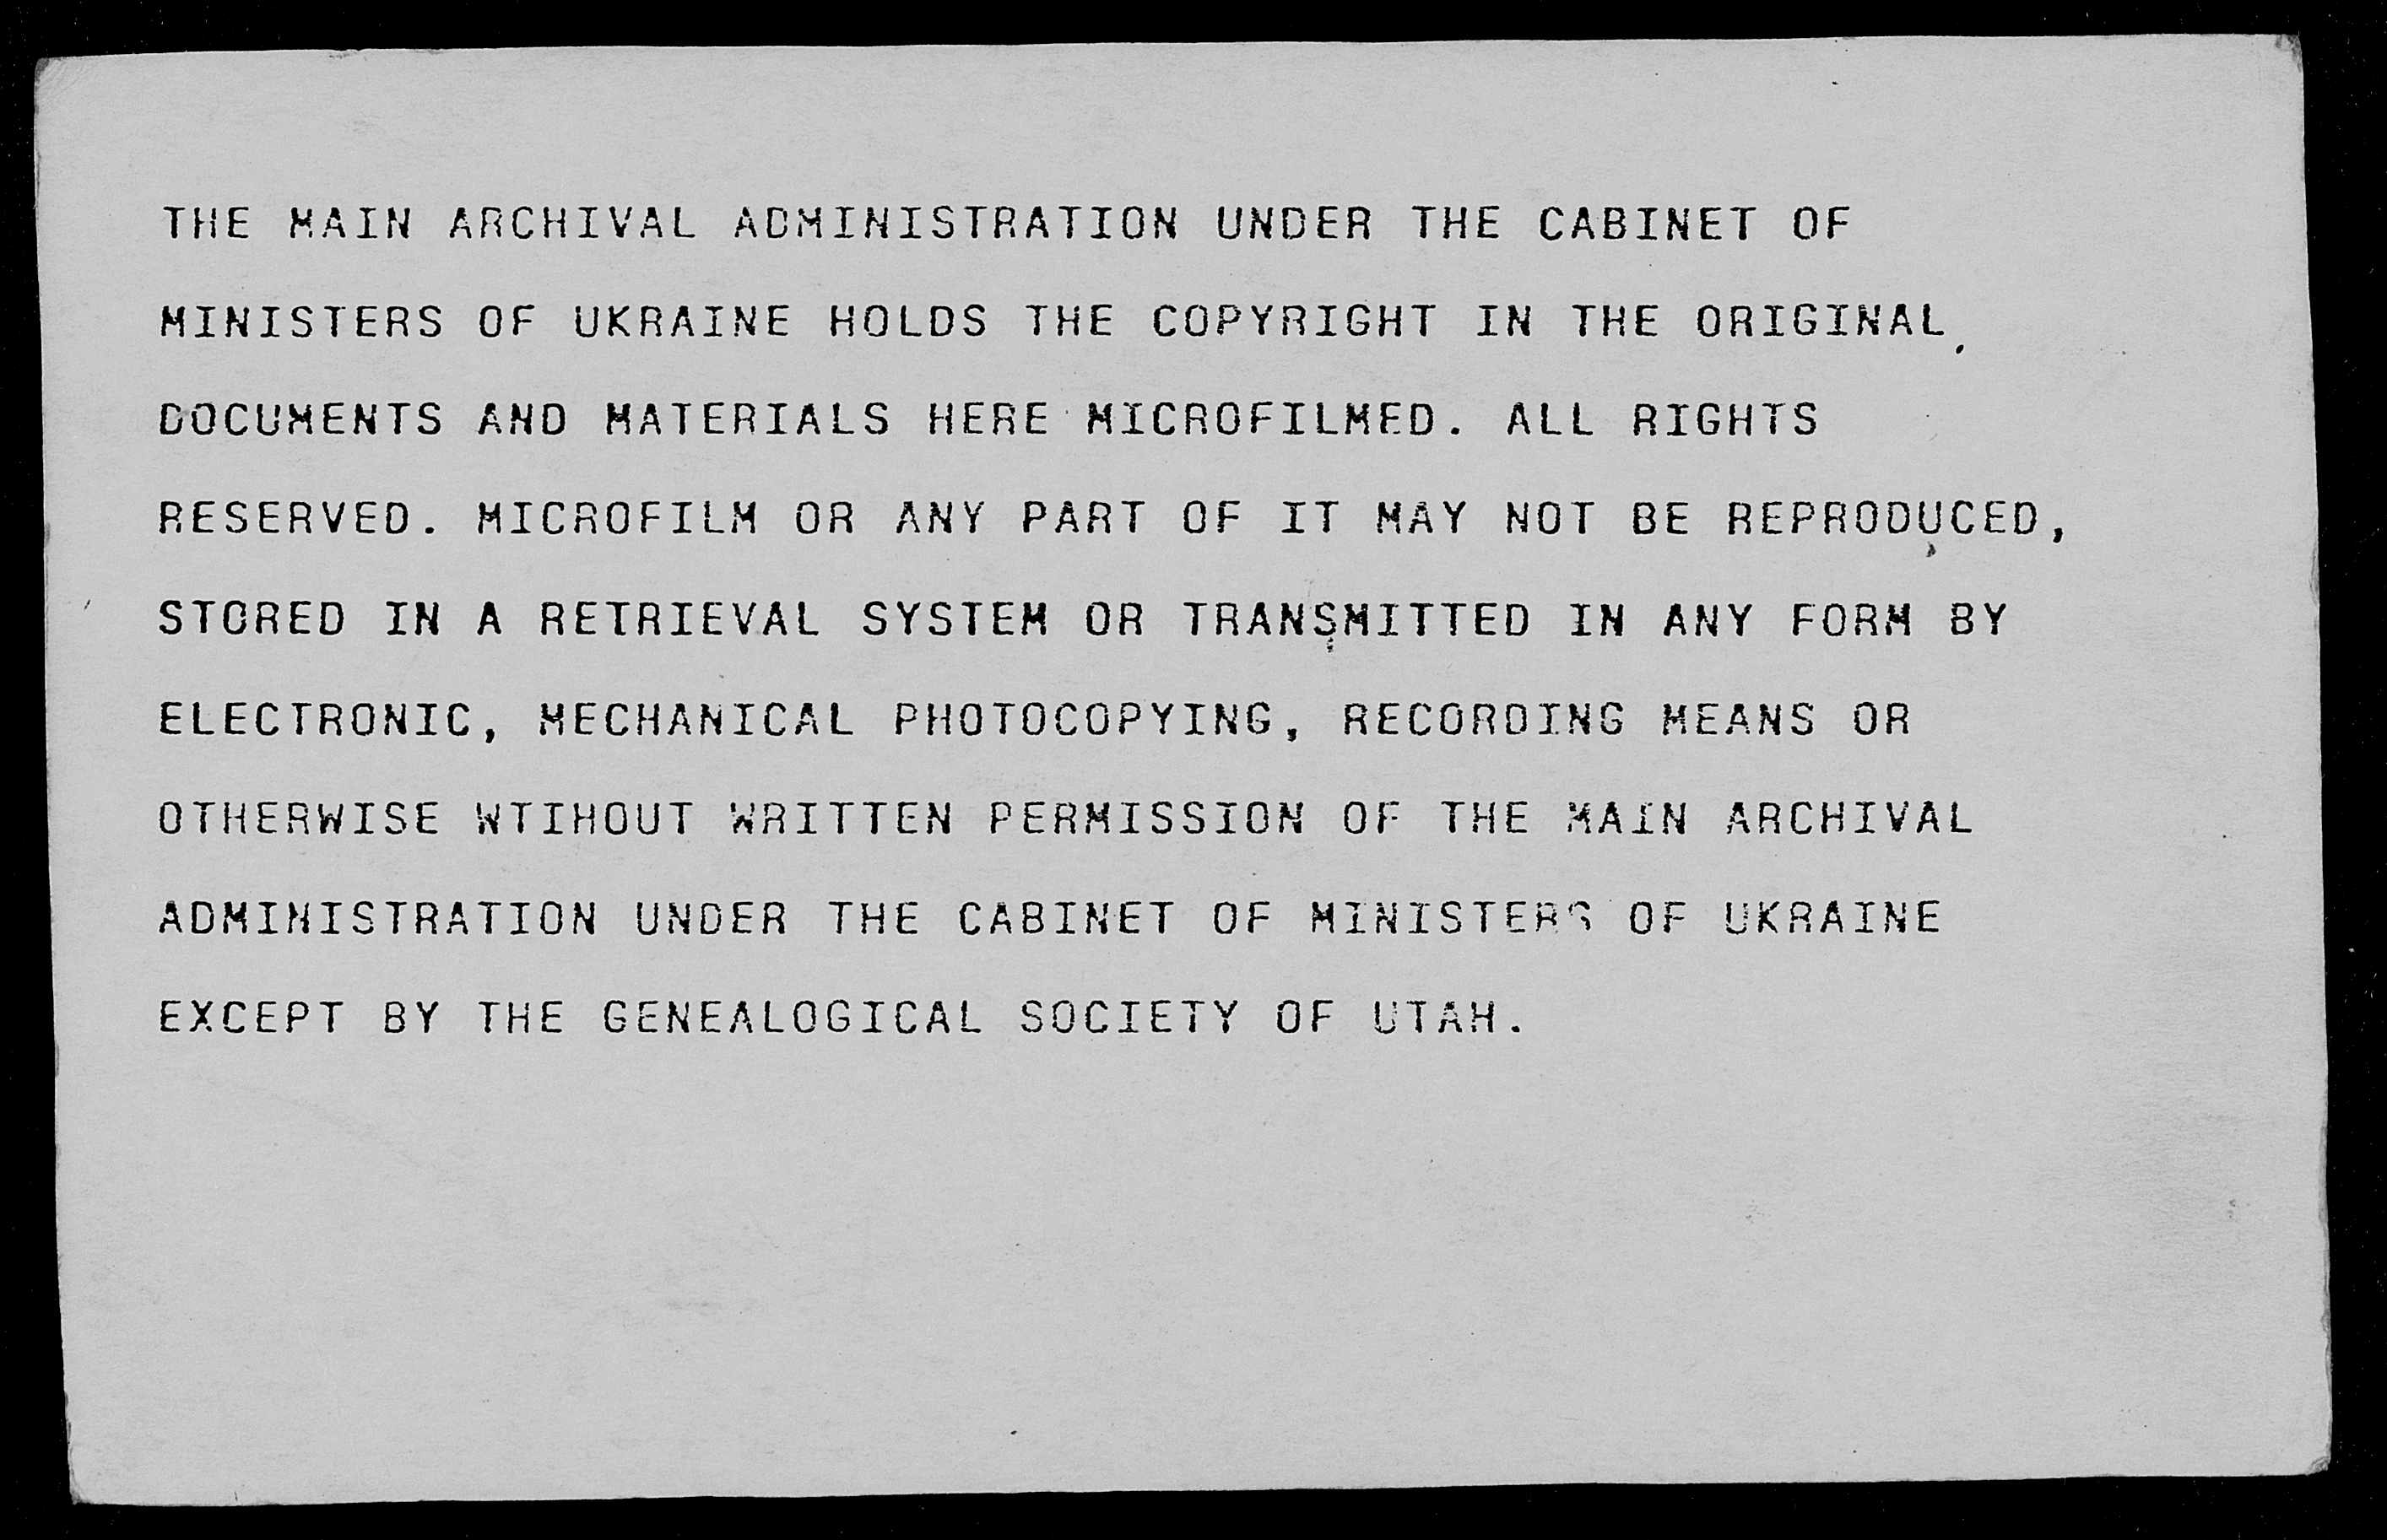 THE MAIN ARCHIVAL ADMINISTRATION UNDER THE CABINET OF
MINISTERS OF UKRAINE HOLDS THE COPYRIGHT IN THE ORIGINAL
DOCUMENTS AND MATERIALS HERE MICROFILMED. ALL RIGHTS
RESERVED. MICROFILM OR ANY PART OF IT MAY NOT BE REPRODUCED,
STORED IN A RETRIEVAL SYSTEM OR TRANSMITTED IN ANY FORM BY
ELECTRONIC, MECHANICAL PHOTOCOPYING, RECORDING MEANS OR
OTHERWISE WTIHOUT WRITTEN PERMISSION OF THE MAIN ARCHIVAL
ADMINISTRATION UNDER THE CABINET OF MINISTERS OF UKRAINE
EXCEPT BY THE GENEALOGICAL SOCIETY OF UTAH.